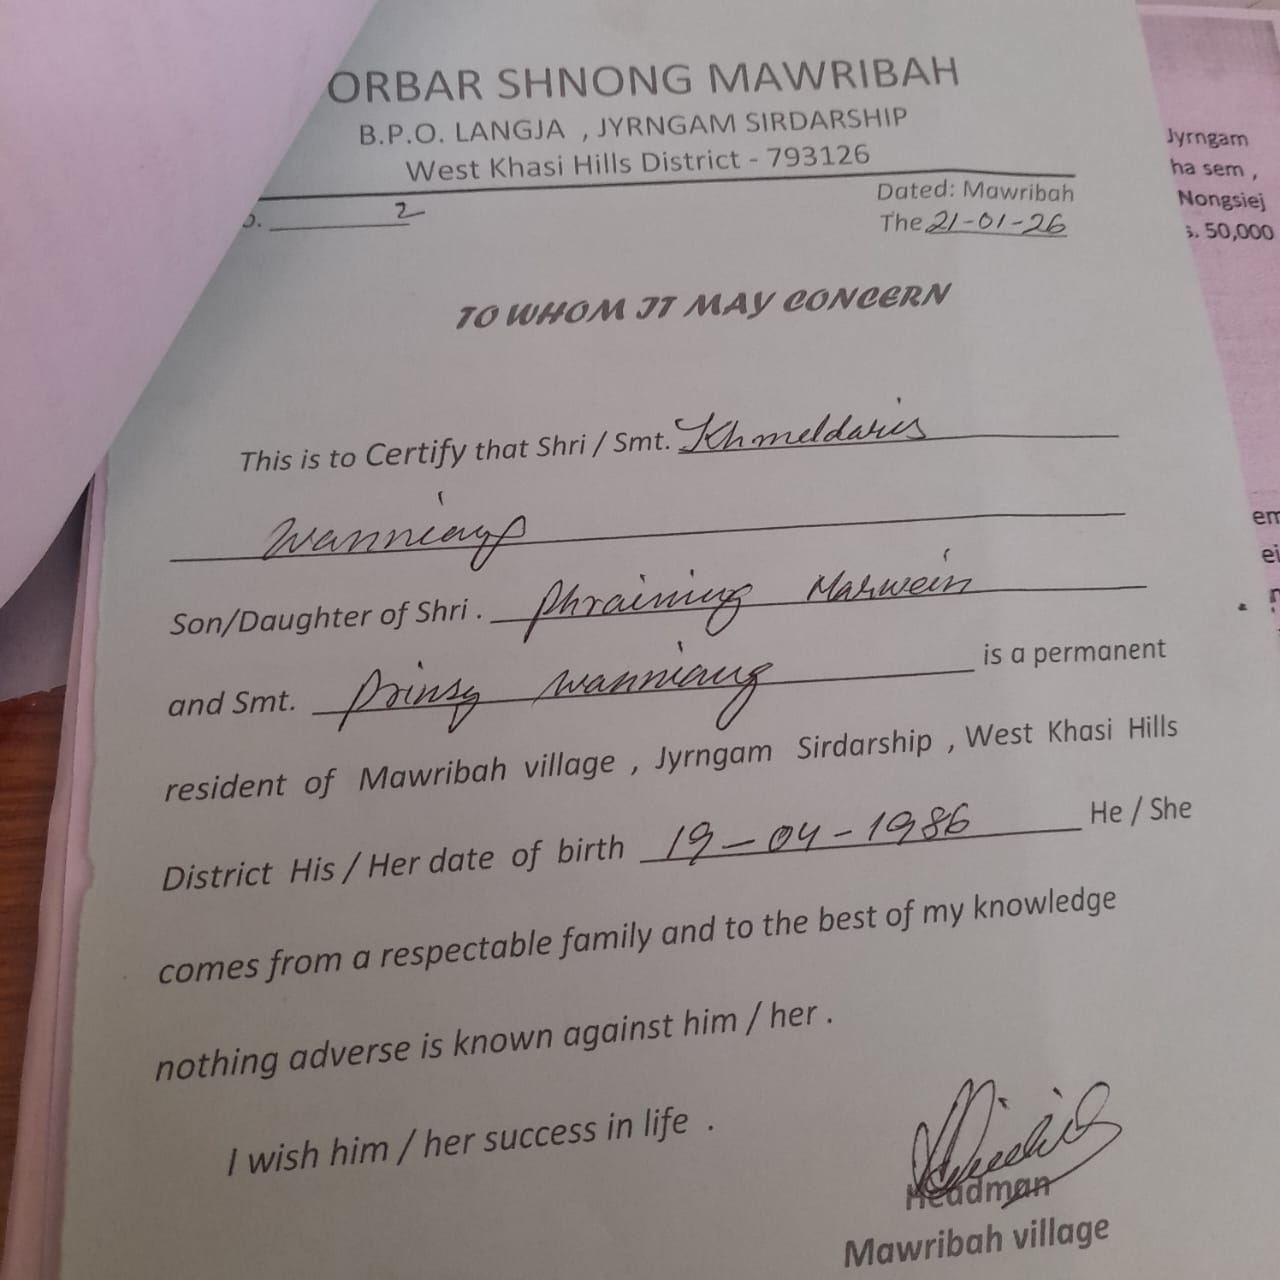 ORBAR SHNONG MAWRIBAH
B.P.O. LANGJA , JYRNGAM SIRDARSHIP
West Khasi Hills District - 793126
o. 2
Dated: Mawribah
The 21-01-26
TO WHOM IT MAY CONCERN
This is to Certify that Shri / Smt. Khmeldaris
Wanniang
Son/Daughter of Shri . Phraining Marwein
and Smt. Prinsy Wanniang is a permanent
resident of Mawribah village , Jyrngam Sirdarship , West Khasi Hills
District His / Her date of birth 19-04-1986 He / She
comes from a respectable family and to the best of my knowledge
nothing adverse is known against him / her .
I wish him / her success in life .
Headman
Mawribah village
Jyrngam
ha sem ,
Nongsiej
s. 50,000